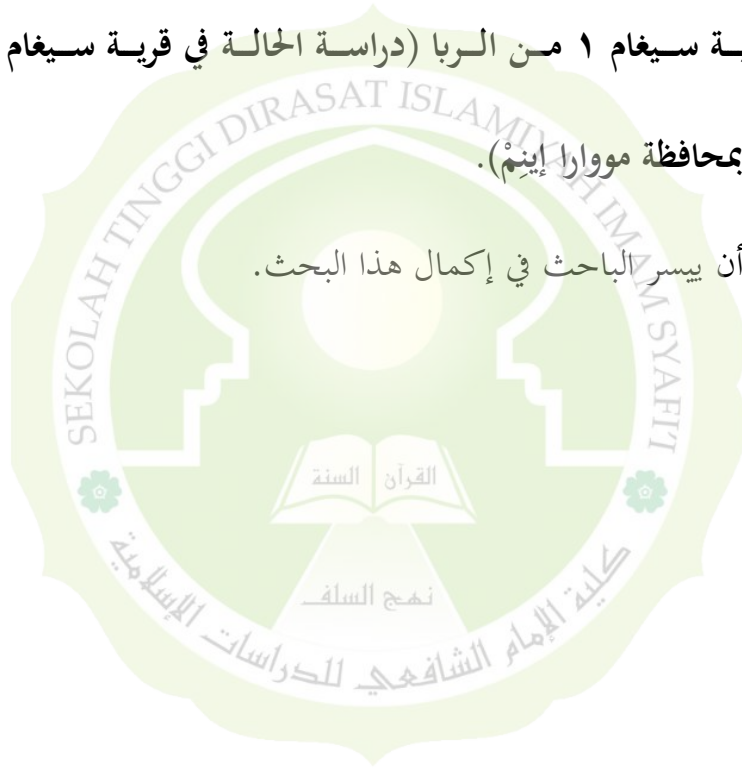 ـة سـيغام ١ مـن الـربا (دراسـة الحالـة في قريـة سـيغام
بمحافظة مووارا إينِمْ).
أن ييسر الباحث في إكمال هذا البحث.
SEKOLAH TINGGI DIRASAT ISLAMIYAH IMAM SYAFI'I
القرآن السنة
نهج السلف
كلية الإمام الشافعي للدراسات الإسلامية